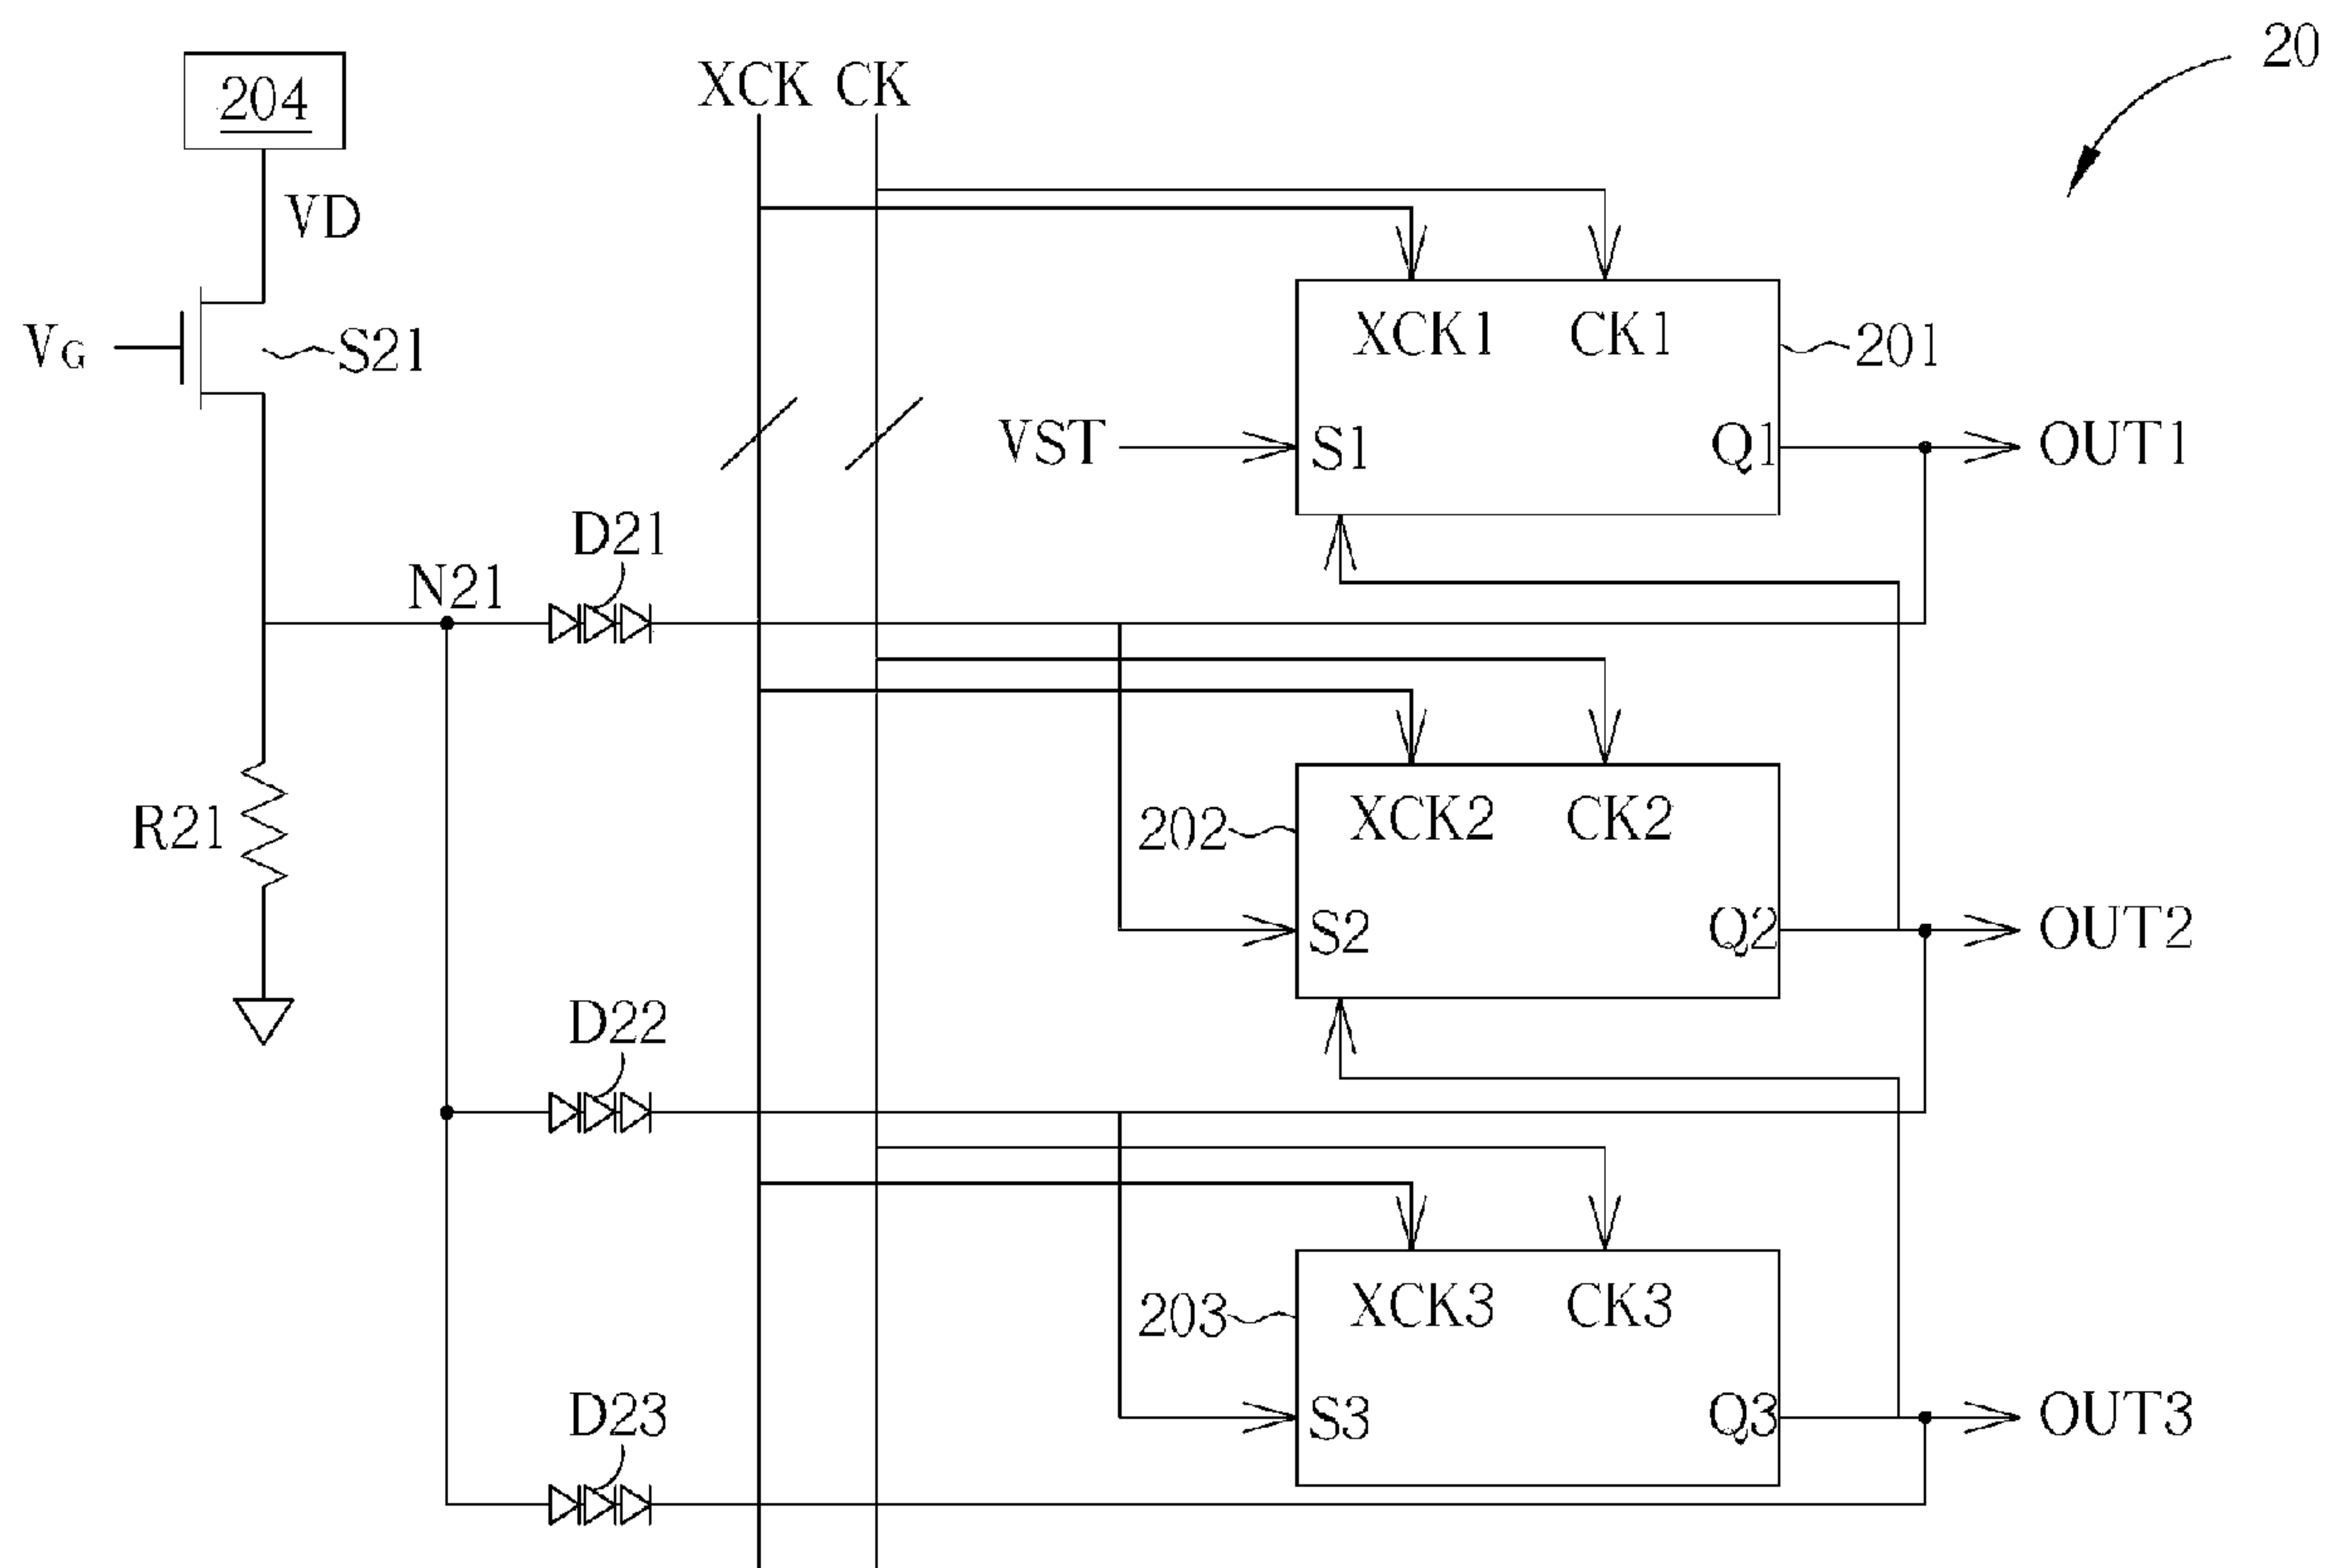 20
204
XCK CK
VD
VG
S21
XCK1 CK1
201
VST
S1
Q1
OUT1
D21
N21
R21
202
XCK2 CK2
S2
Q2
OUT2
D22
203
XCK3 CK3
D23
S3
Q3
OUT3